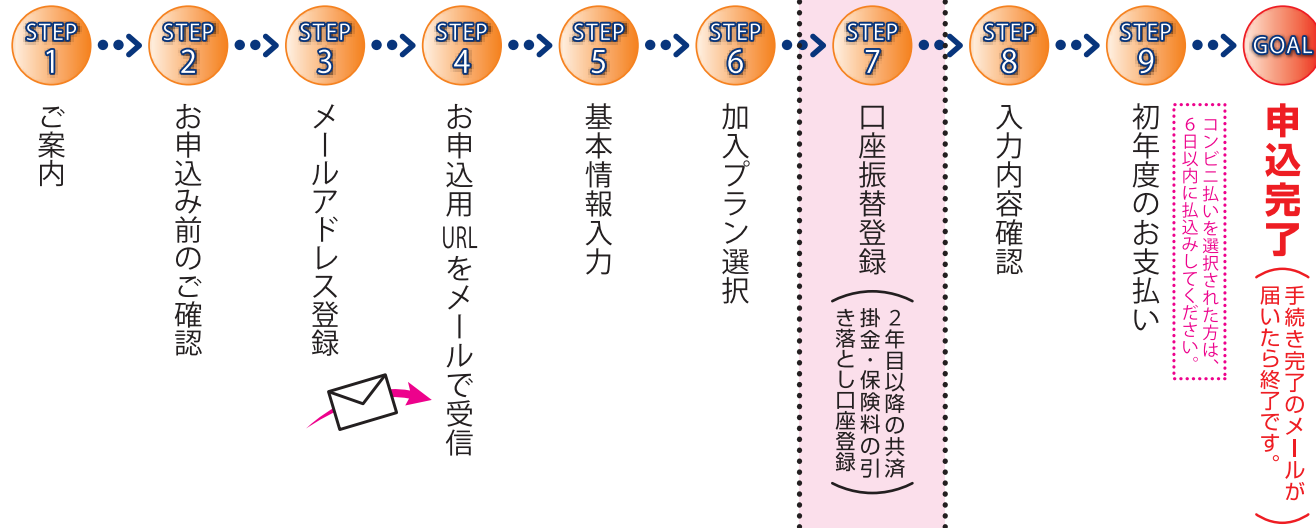 STEP
1
ご案内
STEP
2
お申込み前のご確認
STEP
3
メールアドレス登録
STEP
4
お申込用URLをメールで受信
STEP
5
基本情報入力
STEP
6
加入プラン選択
STEP
7
口座振替登録
2年目以降の共済
掛金・保険料の引
き落とし口座登録
STEP
8
入力内容確認
STEP
9
初年度のお支払い
コンビニ払いを選択された方は、
6日以内に払込みしてください。
GOAL
申込完了
手続き完了のメールが
届いたら終了です。